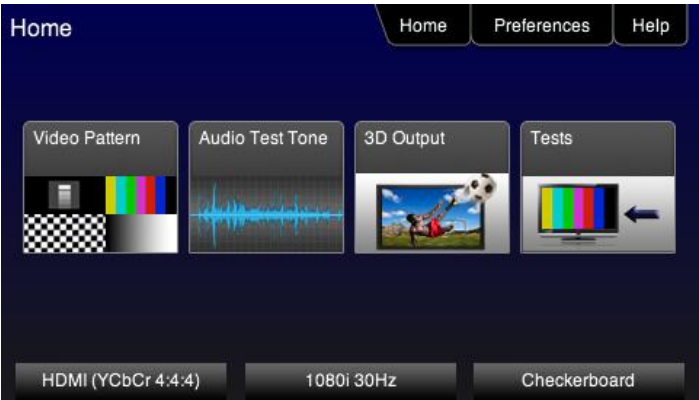 Home
Home
Preferences
Help
Video Pattern
Audio Test Tone
3D Output
Tests
HDMI (YCbCr 4:4:4)
1080i 30Hz
Checkerboard